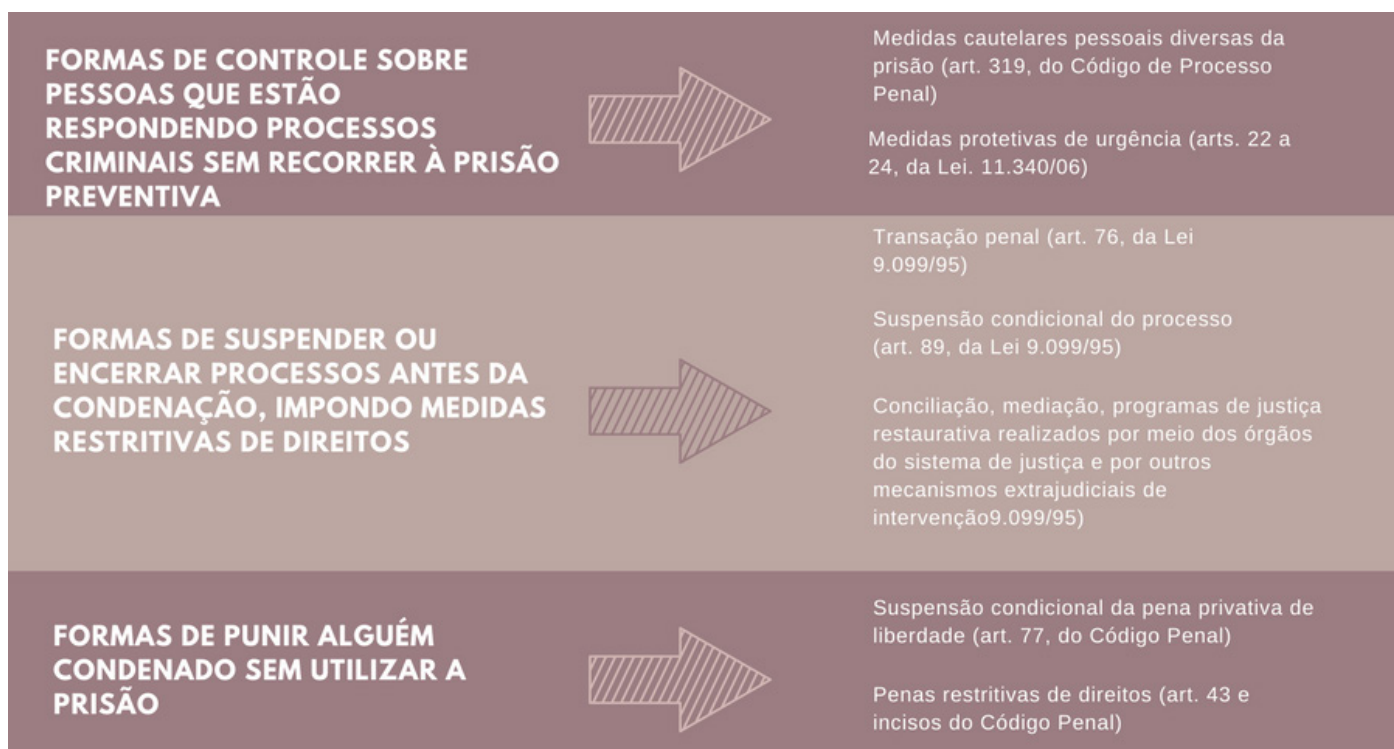 FORMAS DE CONTROLE SOBRE
PESSOAS QUE ESTÃO
RESPONDENDO PROCESSOS
CRIMINAIS SEM RECORRER À PRISÃO
PREVENTIVA
Medidas cautelares pessoais diversas da
prisão (art. 319, do Código de Processo
Penal)
Medidas protetivas de urgência (arts. 22 a
24, da Lei. 11.340/06)
FORMAS DE SUSPENDER OU
ENCERRAR PROCESSOS ANTES DA
CONDENAÇÃO, IMPONDO MEDIDAS
RESTRITIVAS DE DIREITOS
Transação penal (art. 76, da Lei
9.099/95)
Suspensão condicional do processo
(art. 89, da Lei 9.099/95)
Conciliação, mediação, programas de justiça
restaurativa realizados por meio dos órgãos
do sistema de justiça e por outros
mecanismos extrajudiciais de
intervenção9.099/95)
FORMAS DE PUNIR ALGUÉM
CONDENADO SEM UTILIZAR A
PRISÃO
Suspensão condicional da pena privativa de
liberdade (art. 77, do Código Penal)
Penas restritivas de direitos (art. 43 e
incisos do Código Penal)